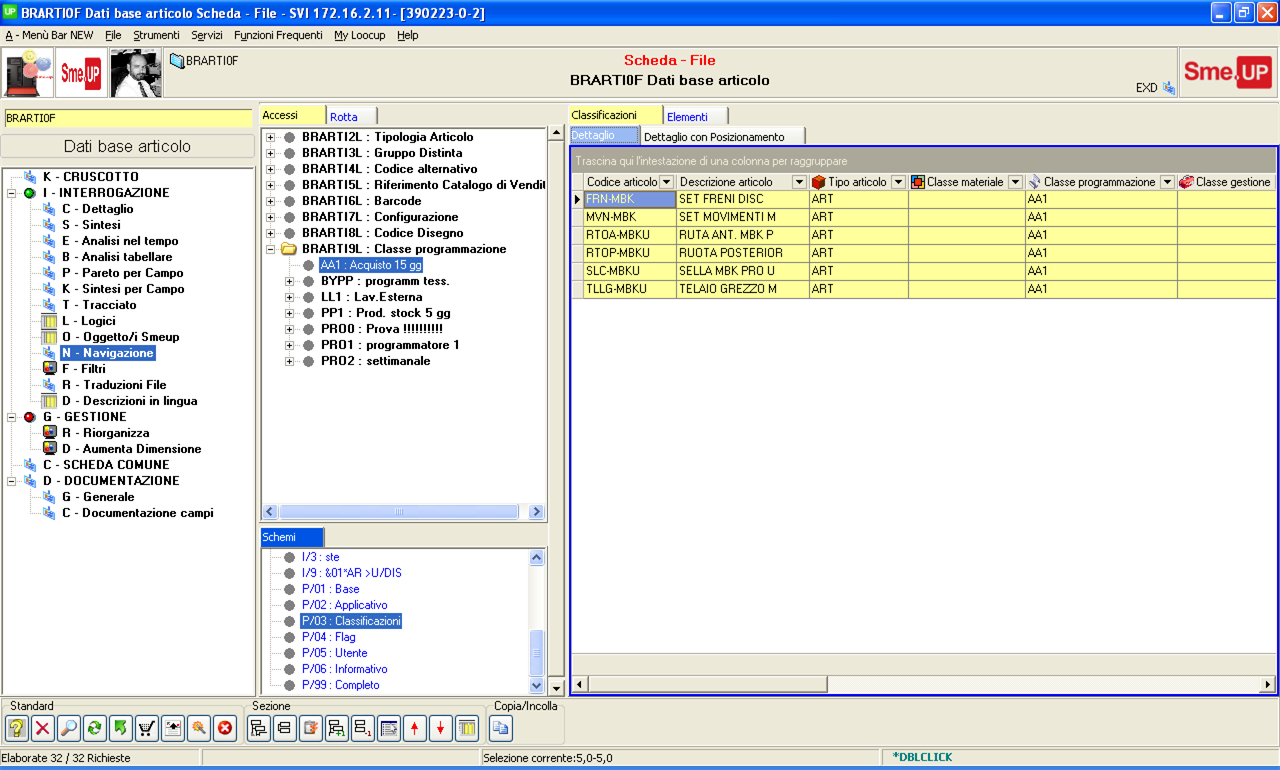 UP BRARTI0F Dati base articolo Scheda - File - SVI 172.16.2.11- [390223-0-2]
A - Menù Bar NEW File Strumenti Servizi Funzioni Frequenti My Loocup Help
Sme.UP
BRARTI0F
Scheda - File
BRARTI0F Dati base articolo
EXD
Sme.UP
BRARTI0F
Dati base articolo
K - CRUSCOTTO
I - INTERROGAZIONE
C - Dettaglio
S - Sintesi
E - Analisi nel tempo
B - Analisi tabellare
P - Pareto per Campo
K - Sintesi per Campo
T - Tracciato
L - Logici
O - Oggetto/i Smeup
N - Navigazione
F - Filtri
R - Traduzioni File
D - Descrizioni in lingua
G - GESTIONE
R - Riorganizza
D - Aumenta Dimensione
C - SCHEDA COMUNE
D - DOCUMENTAZIONE
G - Generale
C - Documentazione campi
Accessi Rotta
BRARTI2L : Tipologia Articolo
BRARTI3L : Gruppo Distinta
BRARTI4L : Codice alternativo
BRARTI5L : Riferimento Catalogo di Vendit
BRARTI6L : Barcode
BRARTI7L : Configurazione
BRARTI8L : Codice Disegno
BRARTI9L : Classe programmazione
AA1 : Acquisto 15 gg
BYPP : programm tess.
LL1 : Lav.Esterna
PP1 : Prod. stock 5 gg
PRO0 : Prova !!!!!!!!!!
PRO1 : programmatore 1
PRO2 : settimanale
Schemi
I/3 : ste
I/9 : &01*AR >U/DIS
P/01 : Base
P/02 : Applicativo
P/03 : Classificazioni
P/04 : Flag
P/05 : Utente
P/06 : Informativo
P/99 : Completo
Classificazioni Elementi
Dettaglio Dettaglio con Posizionamento
Trascina qui l'intestazione di una colonna per raggruppare
Codice articolo Descrizione articolo Tipo articolo Classe materiale Classe programmazione Classe gestione
FRN-MBK SET FRENI DISC ART AA1
MVN-MBK SET MOVIMENTI M ART AA1
RTOA-MBKU RUTA ANT. MBK P ART AA1
RTOP-MBKU RUOTA POSTERIOR ART AA1
SLC-MBKU SELLA MBK PRO U ART AA1
TLLG-MBKU TELAIO GREZZO M ART AA1
Standard Sezione Copia/Incolla
Elaborate 32 / 32 Richieste Selezione corrente:5,0-5,0 *DBLCLICK